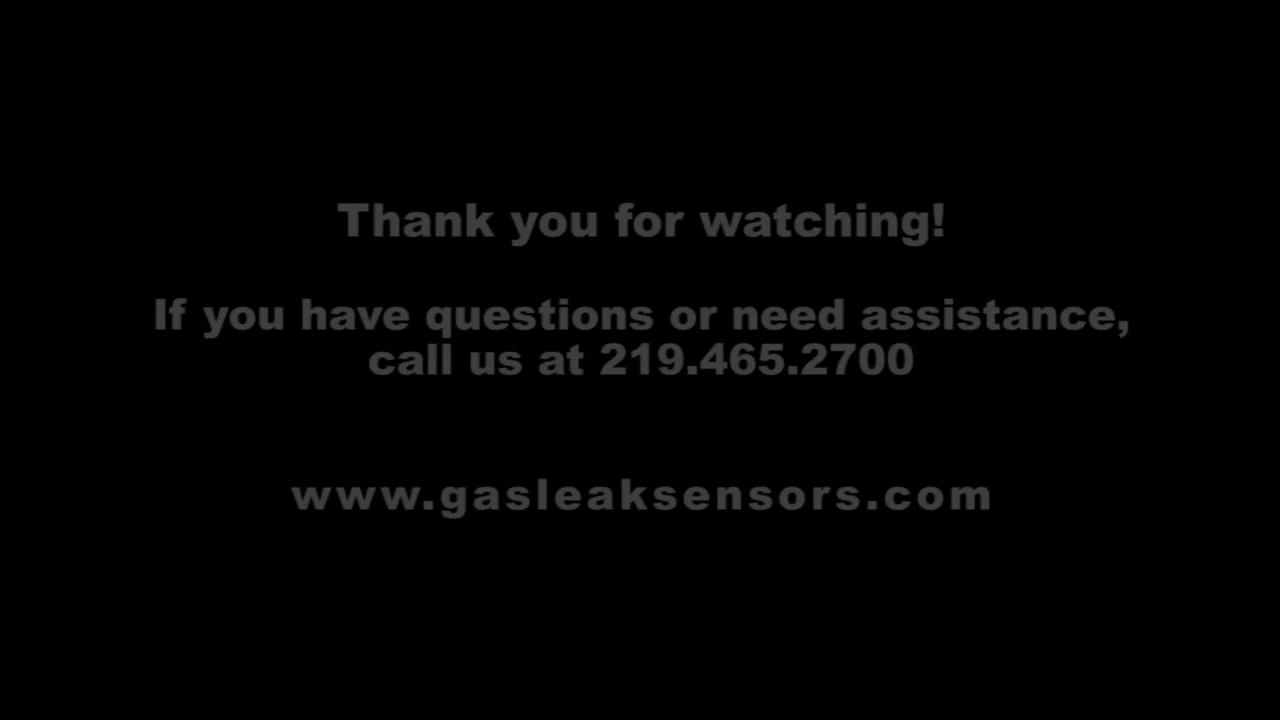 Thank you for watching!
If you have questions or need assistance,
call us at 219.465.2700
www.gasleaksensors.com